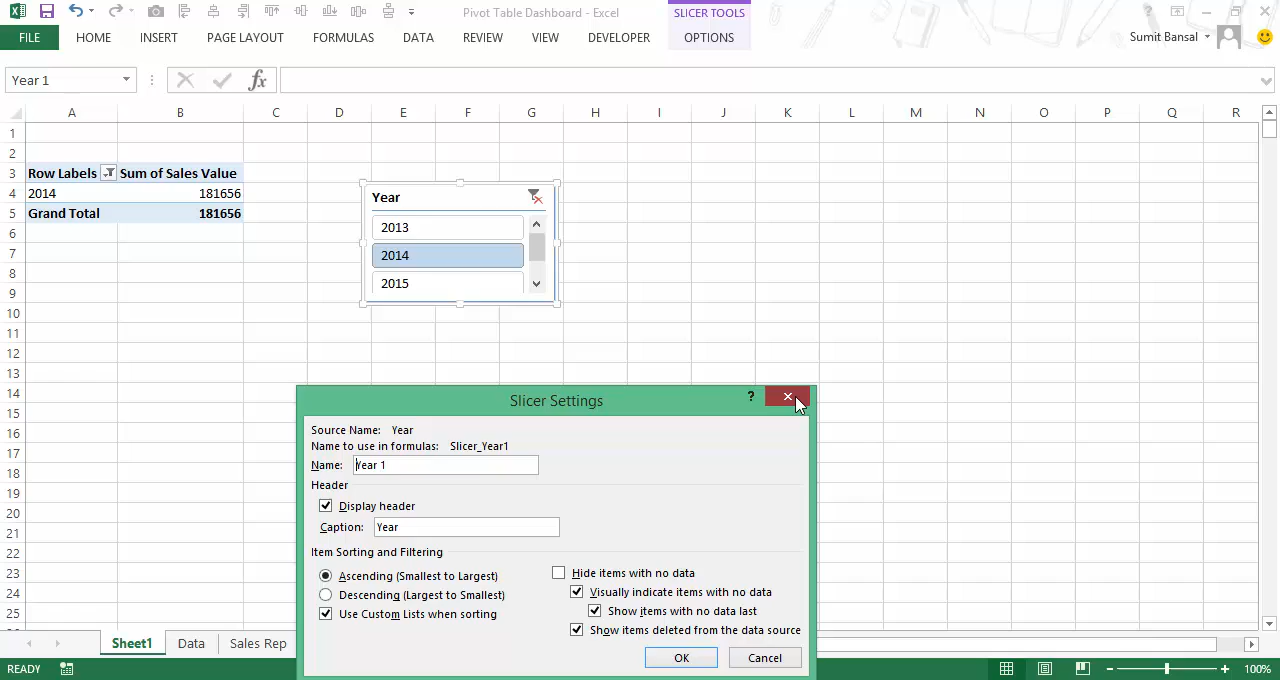 Pivot Table Dashboard - Excel
SLICER TOOLS
FILE HOME INSERT PAGE LAYOUT FORMULAS DATA REVIEW VIEW DEVELOPER OPTIONS Sumit Bansal
Year 1 fx
A B C D E F G H I J K L M N O P Q R
1
2
3 Row Labels Sum of Sales Value
4 2014 181656
5 Grand Total 181656
6
7
8
9
10
11
12
13
14
15
16
17
18
19
20
21
22
23
24
25
Year
2013
2014
2015
Slicer Settings ?
Source Name: Year
Name to use in formulas: Slicer_Year1
Name: Year 1
Header
Display header
Caption: Year
Item Sorting and Filtering
Ascending (Smallest to Largest)
Descending (Largest to Smallest)
Use Custom Lists when sorting
Hide items with no data
Visually indicate items with no data
Show items with no data last
Show items deleted from the data source
OK Cancel
Sheet1 Data Sales Rep
READY 100%